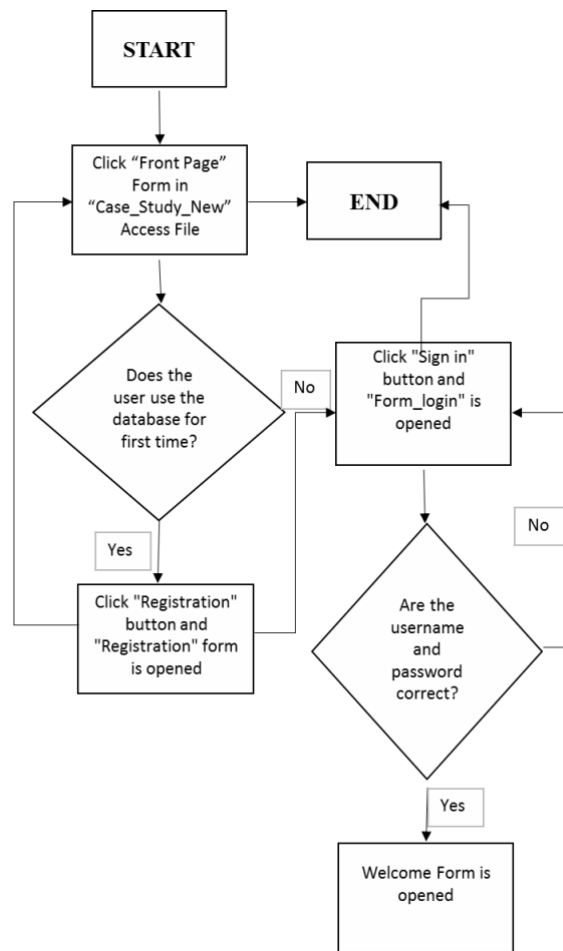 START
Click “Front Page”
Form in
“Case_Study_New”
Access File
END
Does the
user use the
database for
first time?
No
Click "Sign in"
button and
"Form_login" is
opened
Yes
Click "Registration"
button and
"Registration" form
is opened
No
Are the
username
and
password
correct?
Yes
Welcome Form is
opened